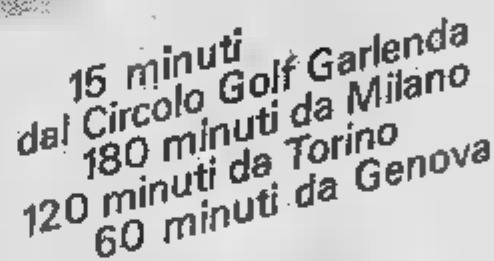 15 minuti
dal Circolo Golf Garlenda
180 minuti da Milano
120 minuti da Torino
60 minuti da Genova